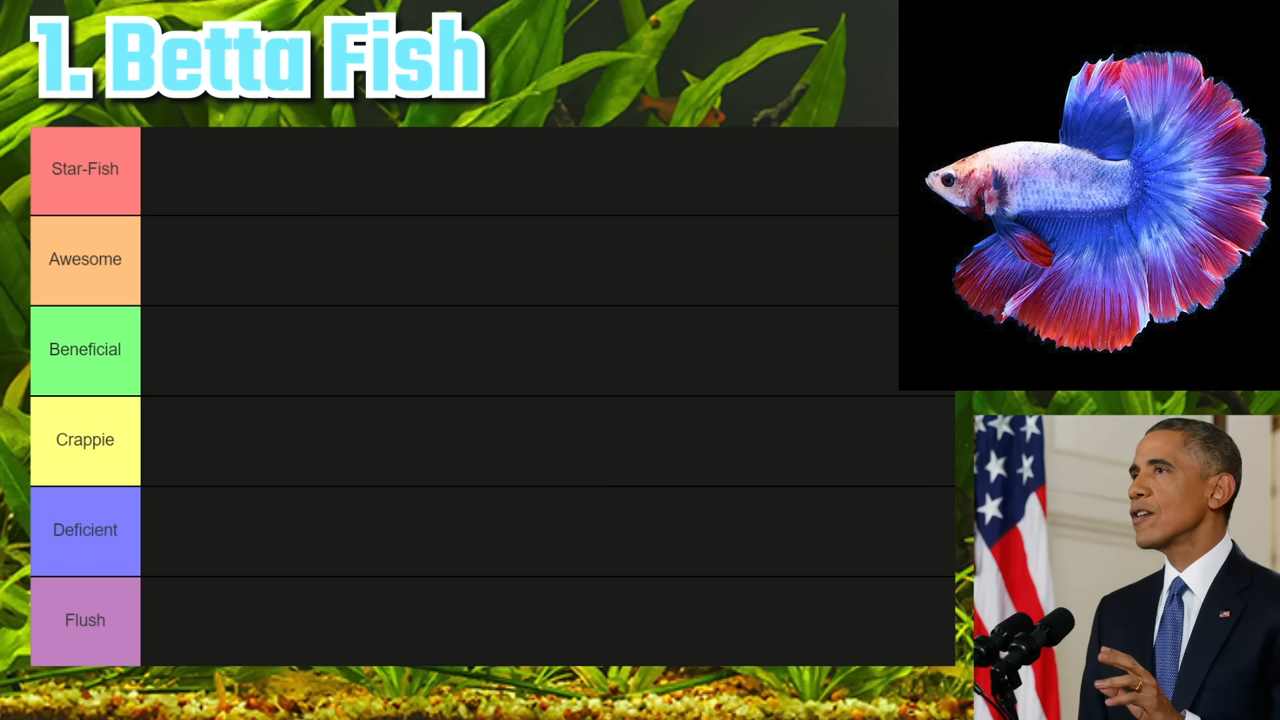 1. Betta Fish
Star-Fish
Awesome
Beneficial
Crappie
Deficient
Flush